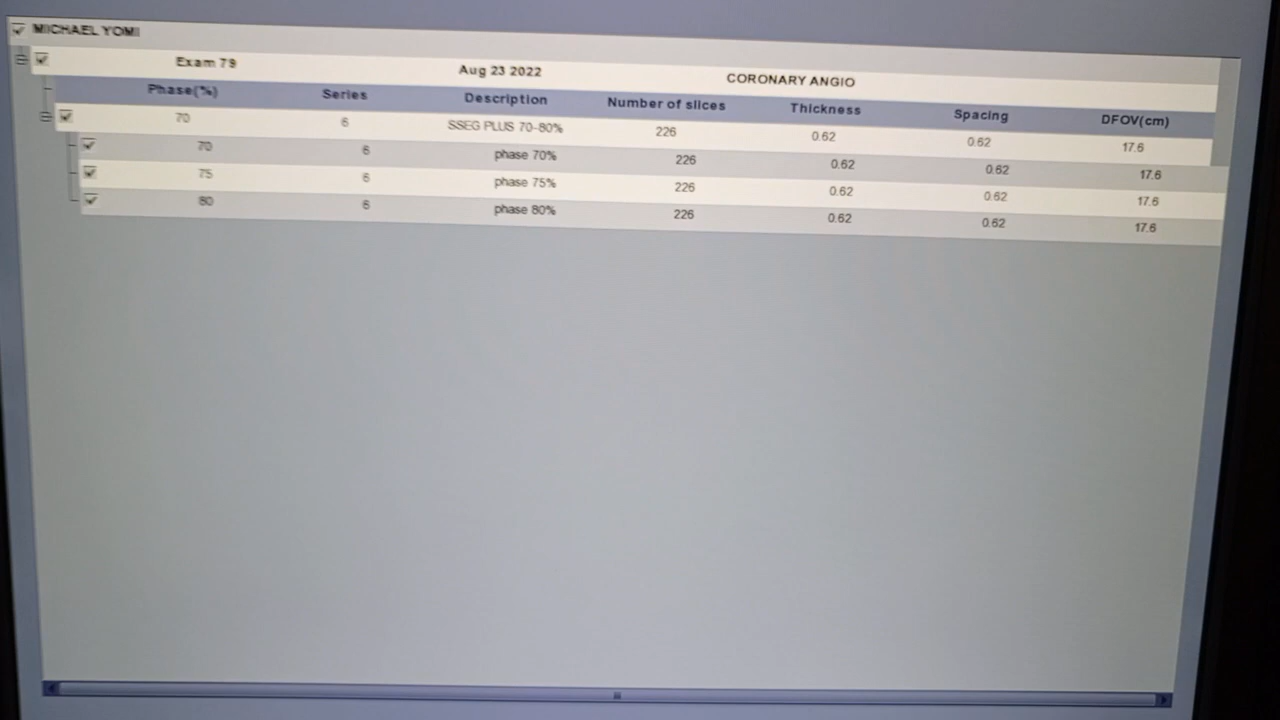 MICHAEL YOMI
Exam 79 Aug 23 2022 CORONARY ANGIO
Phase(%) Series Description Number of slices Thickness Spacing DFOV(cm)
70 6 SSEG PLUS 70-80% 226 0.62 0.62 17.6
70 6 phase 70% 226 0.62 0.62 17.6
75 6 phase 75% 226 0.62 0.62 17.6
80 6 phase 80% 226 0.62 0.62 17.6